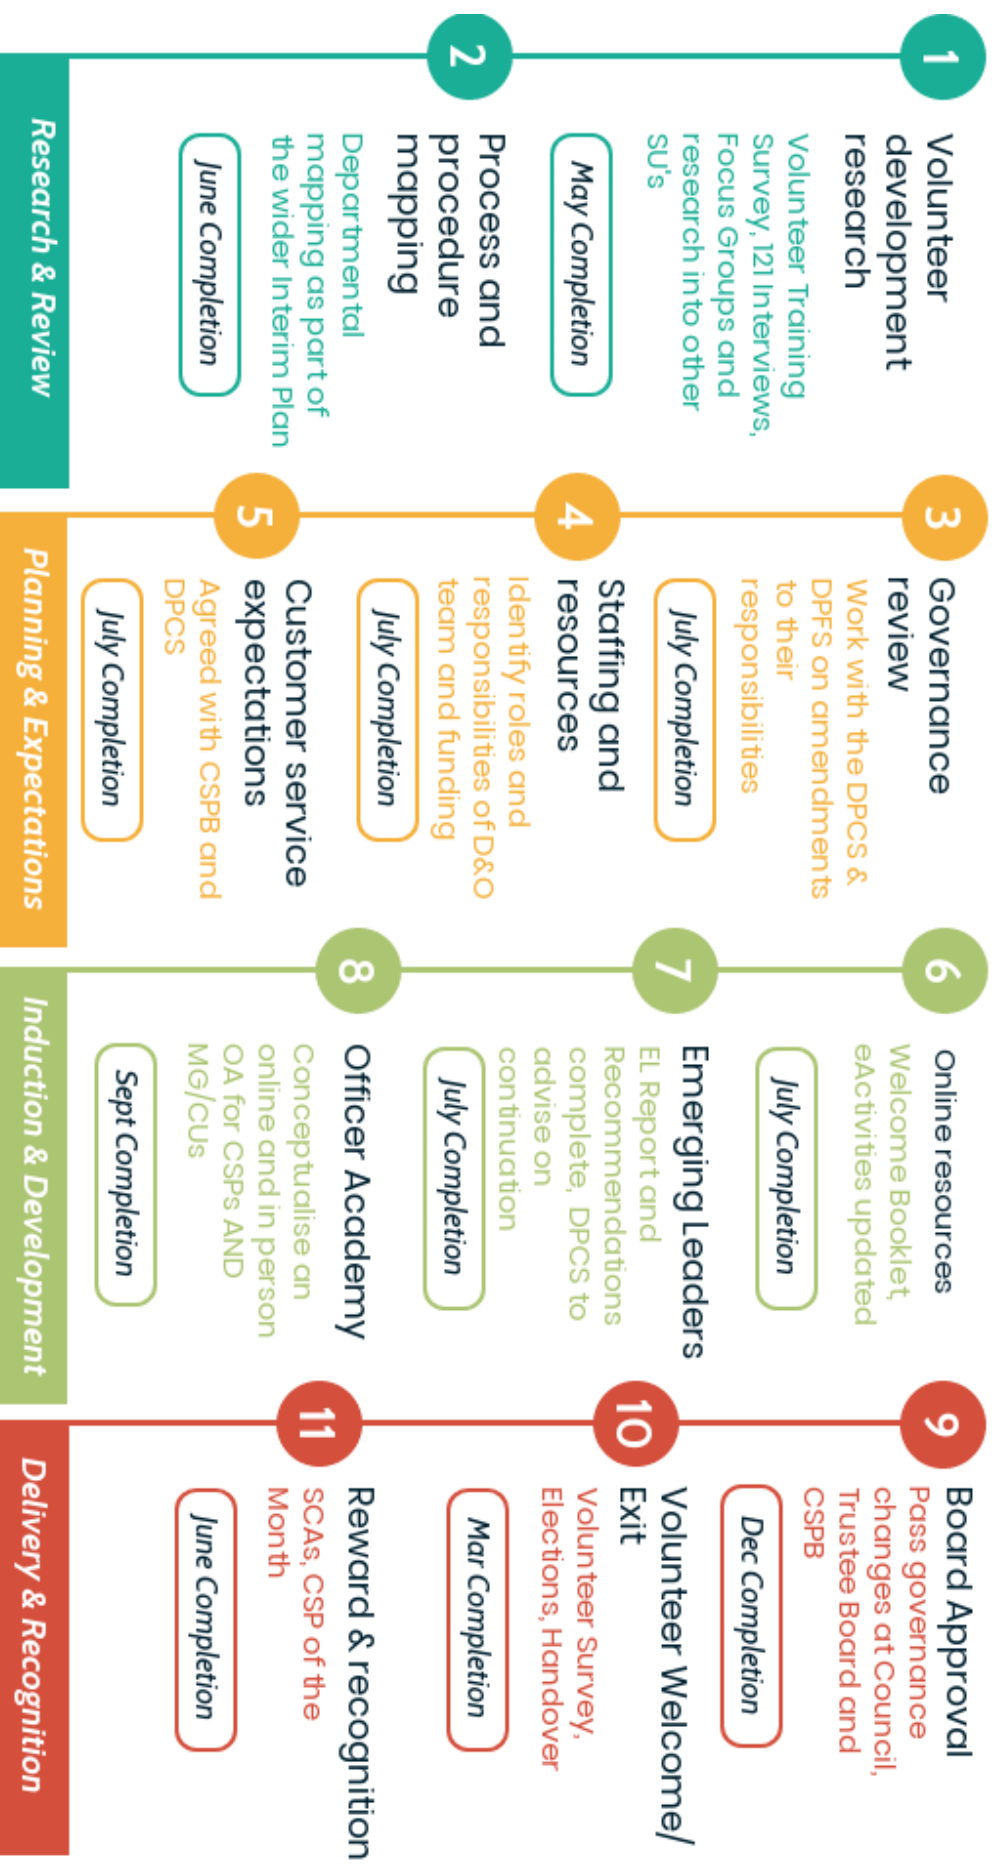 1
Volunteer
development
research
Volunteer Training
Survey, 121 Interviews,
Focus Groups and
research into other
SU's
May Completion
2
Process and
procedure
mapping
Departmental
mapping as part of
the wider Interim Plan
June Completion
Research & Review
3
Governance
review
Work with the DPCS &
DPFS on amendments
to their
responsibilities
July Completion
4
Staffing and
resources
Identify roles and
responsibilities of D&O
team and funding
July Completion
5
Customer service
expectations
Agreed with CSPB and
DPCS
July Completion
Planning & Expectations
6
Online resources
Welcome Booklet,
eActivities updated
July Completion
7
Emerging Leaders
EL Report and
Recommendations
complete, DPCS to
advise on
continuation
July Completion
8
Officer Academy
Conceptualise an
online and in person
OA for CSPs AND
MG/CUs
Sept Completion
Induction & Development
9
Board Approval
Pass governance
changes at Council,
Trustee Board and
CSPB
Dec Completion
10
Volunteer Welcome/
Exit
Volunteer Survey,
Elections, Handover
Mar Completion
11
Reward & recognition
SCAs, CSP of the
Month
June Completion
Delivery & Recognition